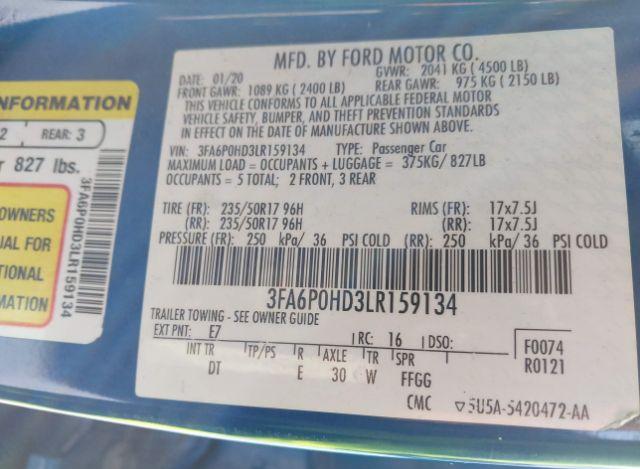 MFD. BY FORD MOTOR CO.
DATE: 01/20
GVWR: 2041 KG (4500 LB)
FRONT GAWR: 1089 KG (2400 LB)
REAR GAWR: 975 KG (2150 LB)
THIS VEHICLE CONFORMS TO ALL APPLICABLE FEDERAL MOTOR
VEHICLE SAFETY, BUMPER, AND THEFT PREVENTION STANDARDS
IN EFFECT ON THE DATE OF MANUFACTURE SHOWN ABOVE.
VIN: 3FA6P0HD3LR159134 TYPE: Passenger Car
MAXIMUM LOAD = OCCUPANTS + LUGGAGE = 375KG/ 827LB
OCCUPANTS = 5 TOTAL; 2 FRONT, 3 REAR
TIRE (FR): 235/50R17 96H RIMS (FR): 17x7.5J
(RR): 235/50R17 96H (RR): 17x7.5J
PRESSURE (FR): 250 kPa/ 36 PSI COLD (RR): 250 kPa/ 36 PSI COLD
3FA6P0HD3LR159134
TRAILER TOWING - SEE OWNER GUIDE
EXT PNT: E7 RC: 16 DSO:
F0074
R0121
INT TR TP/PS R AXLE TR SPR
DT E 30 W FFGG
CMC 5U5A-5420472-AA
INFORMATION
2 REAR: 3
r 827 lbs.
OWNERS
UAL FOR
TIONAL
MATION
3FA6P0HD3LR159134